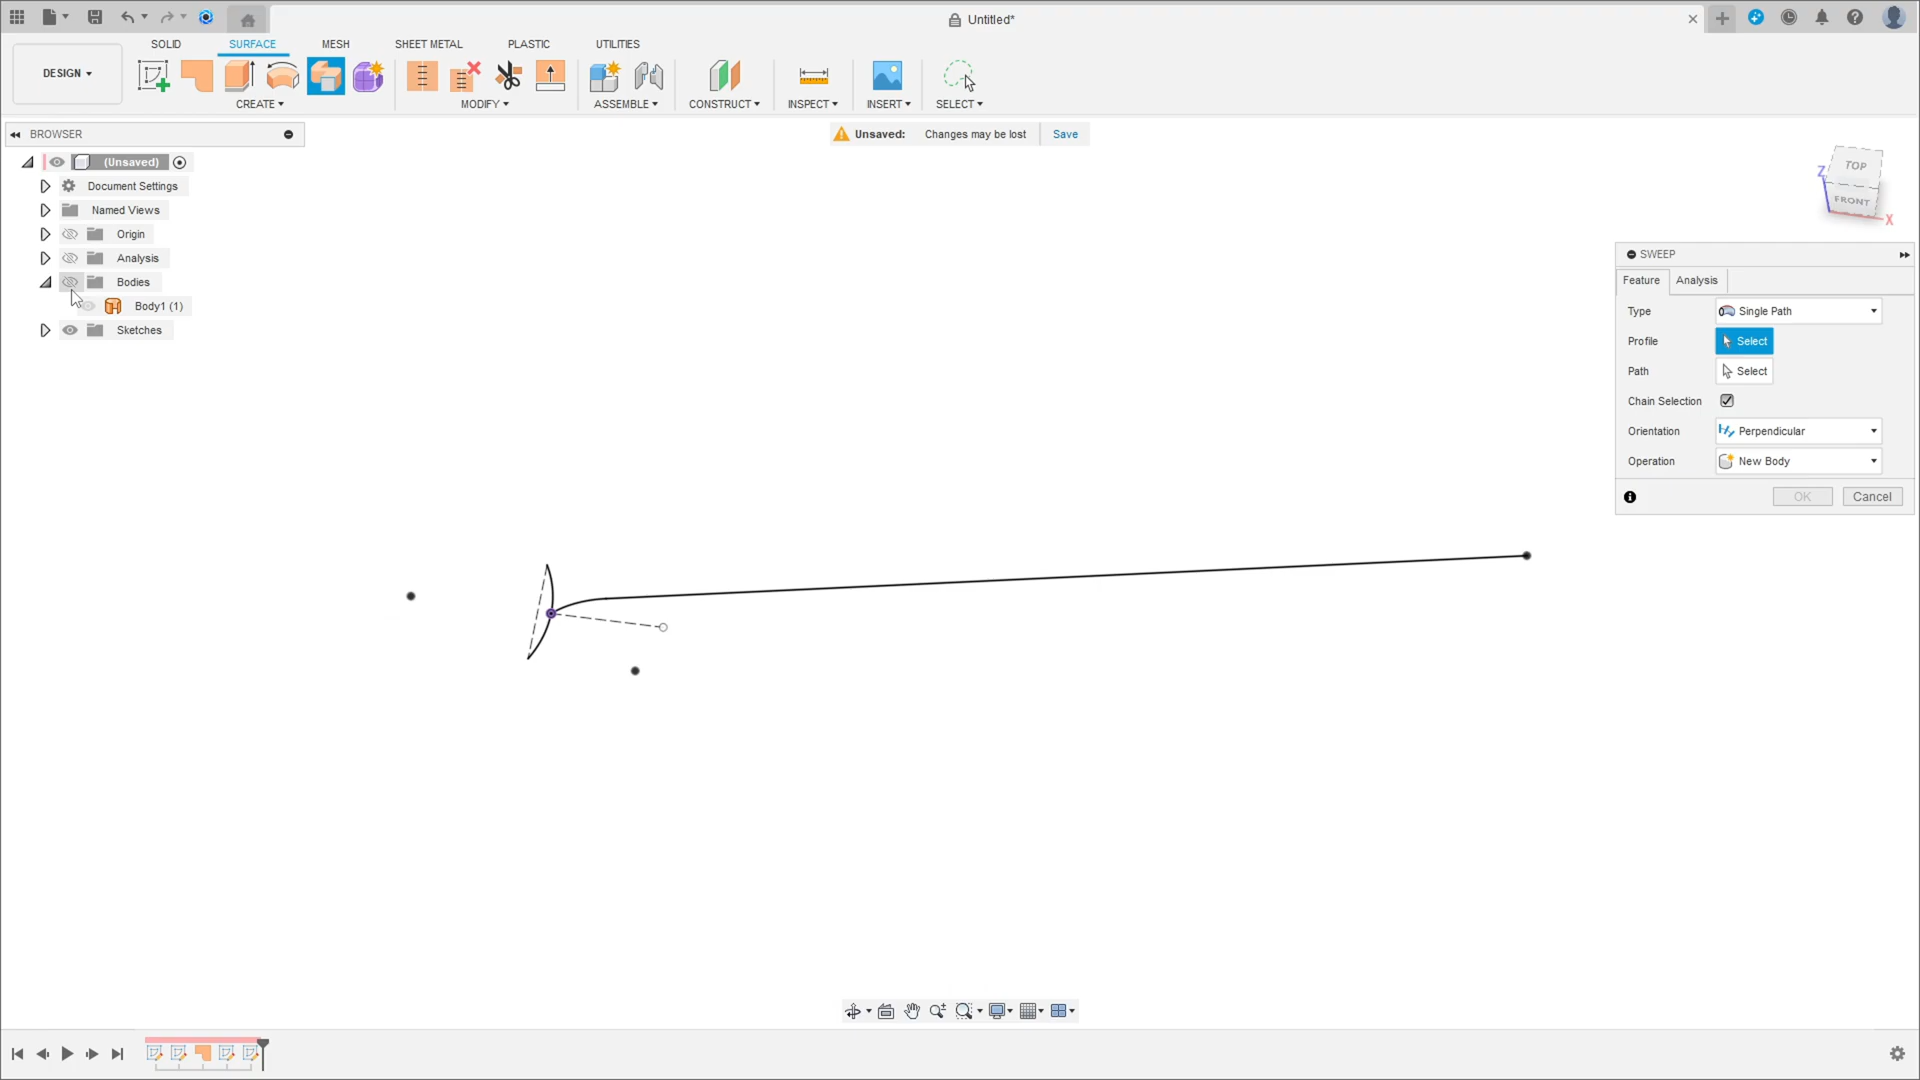 Untitled*
SOLID SURFACE MESH SHEET METAL PLASTIC UTILITIES
DESIGN
CREATE MODIFY ASSEMBLE CONSTRUCT INSPECT INSERT SELECT
BROWSER
Unsaved: Changes may be lost Save
(Unsaved)
Document Settings
Named Views
Origin
Analysis
Bodies
Body1 (1)
Sketches
TOP
FRONT
Z
X
SWEEP
Feature Analysis
Type Single Path
Profile Select
Path Select
Chain Selection
Orientation Perpendicular
Operation New Body
OK Cancel